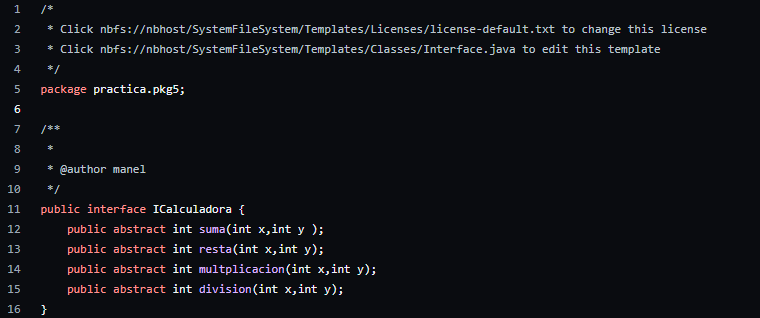 1 /*
2  * Click nbfs://nbhost/SystemFileSystem/Templates/Licenses/license-default.txt to change this license
3  * Click nbfs://nbhost/SystemFileSystem/Templates/Classes/Interface.java to edit this template
4  */
5 package practica.pkg5;
6
7 /**
8  *
9  * @author manel
10  */
11 public interface ICalculadora {
12     public abstract int suma(int x,int y );
13     public abstract int resta(int x,int y);
14     public abstract int multplicacion(int x,int y);
15     public abstract int division(int x,int y);
16 }